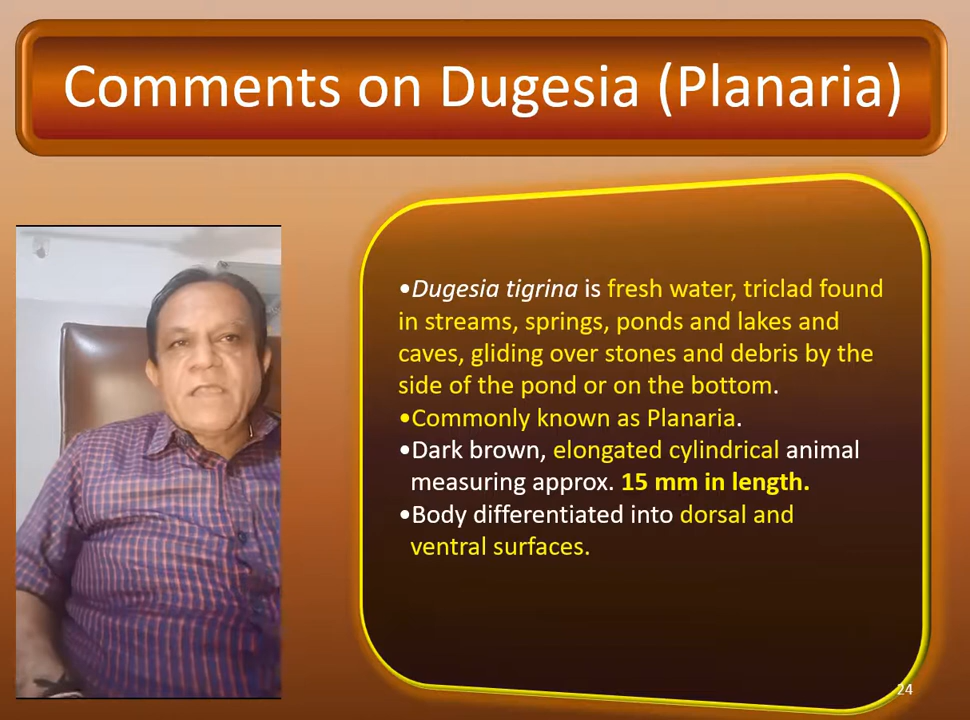 Comments on Dugesia (Planaria)
•Dugesia tigrina is fresh water, triclad found
in streams, springs, ponds and lakes and
caves, gliding over stones and debris by the
side of the pond or on the bottom.
•Commonly known as Planaria.
•Dark brown, elongated cylindrical animal
measuring approx. 15 mm in length.
•Body differentiated into dorsal and
ventral surfaces.
24